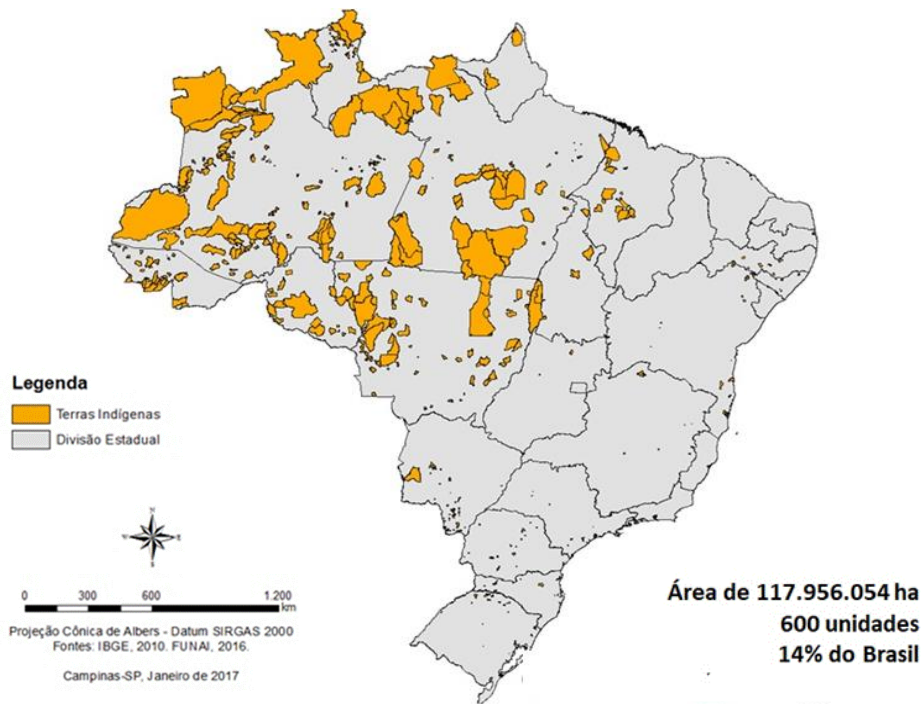 Legenda
Terras Indígenas
Divisão Estadual
0 300 600 1.200
km
Projeção Cônica de Albers - Datum SIRGAS 2000
Fontes: IBGE, 2010. FUNAI, 2016.
Campinas-SP, Janeiro de 2017
Área de 117.956.054 ha
600 unidades
14% do Brasil